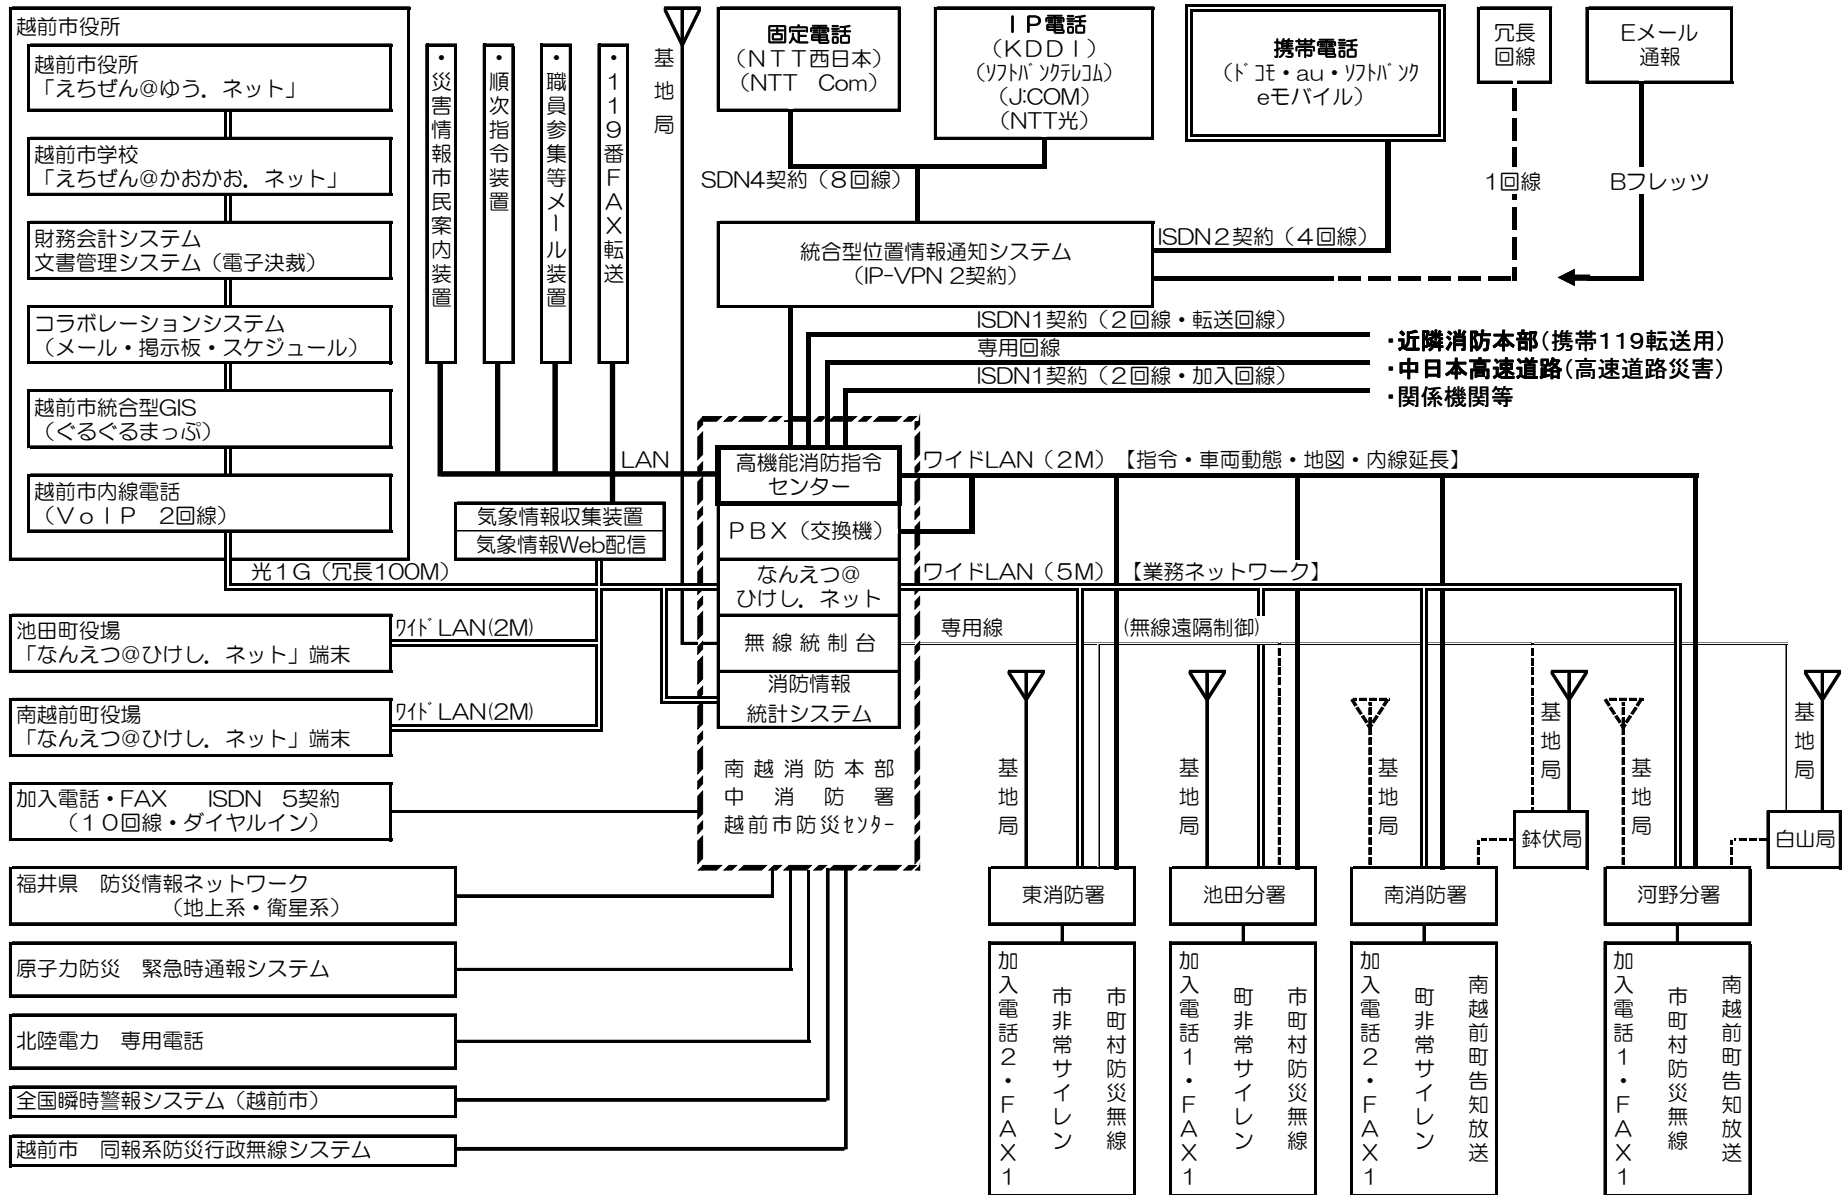 越前市役所
越前市役所
「えちぜん@ゆう．ネット」
越前市学校
「えちぜん@かおかお．ネット」
財務会計システム
文書管理システム（電子決裁）
コラボレーションシステム
（メール・掲示板・スケジュール）
越前市統合型GIS
（ぐるぐるまっぷ）
越前市内線電話
（ＶｏＩＰ　2回線）
・災害情報市民案内装置
・順次指令装置
・職員参集等メール装置
・１１９番ＦＡＸ転送
基地局
固定電話
（ＮＴＴ西日本）
（NTT　Com）
ＩＰ電話
（ＫＤＤＩ）
（ｿﾌﾄﾊﾞﾝｸﾃﾚｺﾑ）
（J:COM）
（NTT光）
携帯電話
（ﾄﾞｺﾓ・au・ｿﾌﾄﾊﾞﾝｸ
eモバイル）
冗長
回線
Eメール
通報
SDN4契約（８回線）
1回線
Bフレッツ
統合型位置情報通知システム
（IP-VPN 2契約）
ISDN２契約（４回線）
ISDN1契約（２回線・転送回線）
専用回線
ISDN1契約（２回線・加入回線）
・近隣消防本部（携帯119転送用）
・中日本高速道路（高速道路災害）
・関係機関等
LAN
高機能消防指令
センター
ＰＢＸ（交換機）
なんえつ@
ひけし．ネット
無線統制台
消防情報
統計システム
南越消防本部
中消防署
越前市防災ｾﾝﾀｰ
ワイドLAN（２M）【指令・車両動態・地図・内線延長】
ワイドLAN（５M）【業務ネットワーク】
専用線
(無線遠隔制御)
気象情報収集装置
気象情報Web配信
光１Ｇ（冗長100M）
池田町役場
「なんえつ@ひけし．ネット」端末
ﾜｲﾄﾞLAN(2M)
南越前町役場
「なんえつ@ひけし．ネット」端末
ﾜｲﾄﾞLAN(2M)
加入電話・FAX　ISDN　5契約
（１０回線・ダイヤルイン）
福井県　防災情報ネットワーク
（地上系・衛星系）
原子力防災　緊急時通報システム
北陸電力　専用電話
全国瞬時警報システム（越前市）
越前市　同報系防災行政無線システム
基地局
基地局
基地局
基地局
基地局
基地局
鉢伏局
白山局
東消防署
池田分署
南消防署
河野分署
加入電話２・ＦＡＸ１
市非常サイレン
市町村防災無線
加入電話１・ＦＡＸ１
町非常サイレン
市町村防災無線
加入電話２・ＦＡＸ１
町非常サイレン
南越前町告知放送
加入電話１・ＦＡＸ１
市町村防災無線
南越前町告知放送